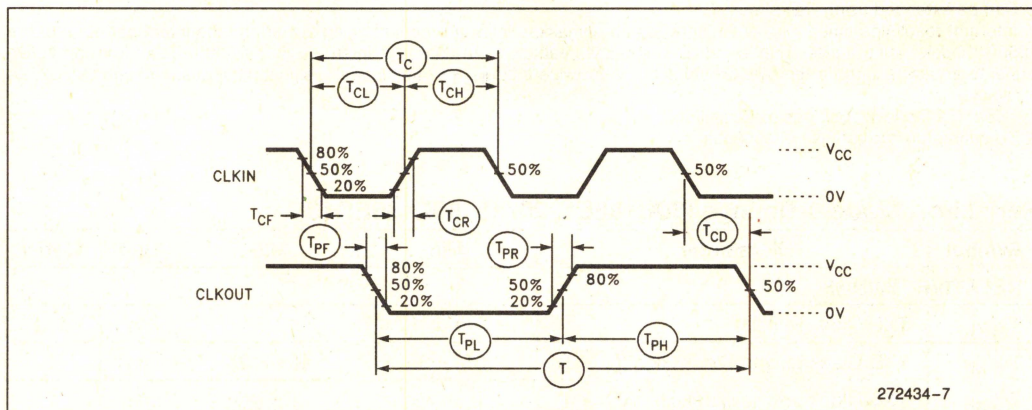 T_C
T_CL T_CH
80%
50%
20%
CLKIN
50%
50%
V_CC
0V
T_CF
T_CR
T_CD
T_PF
T_PR
80%
50%
20%
CLKOUT
50%
20%
80%
50%
V_CC
0V
T_PL
T_PH
T
272434-7